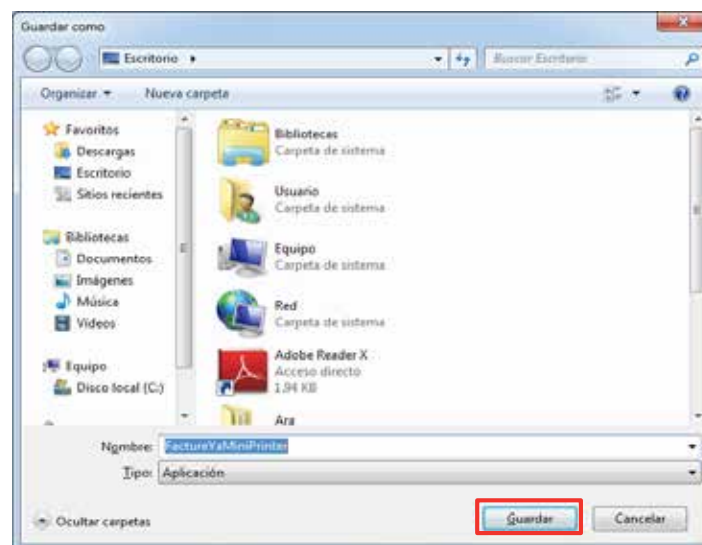 Guardar como
Escritorio
Buscar Escritorio
Organizar
Nueva carpeta
Favoritos
Descargas
Escritorio
Sitios recientes
Bibliotecas
Documentos
Imágenes
Música
Vídeos
Equipo
Disco local (C:)
Bibliotecas
Carpeta de sistema
Usuario
Carpeta de sistema
Equipo
Carpeta de sistema
Red
Carpeta de sistema
Adobe Reader X
Acceso directo
1.94 KB
Ara
Nombre: FactureYaMiniPrinter
Tipo: Aplicación
Ocultar carpetas
Guardar
Cancelar